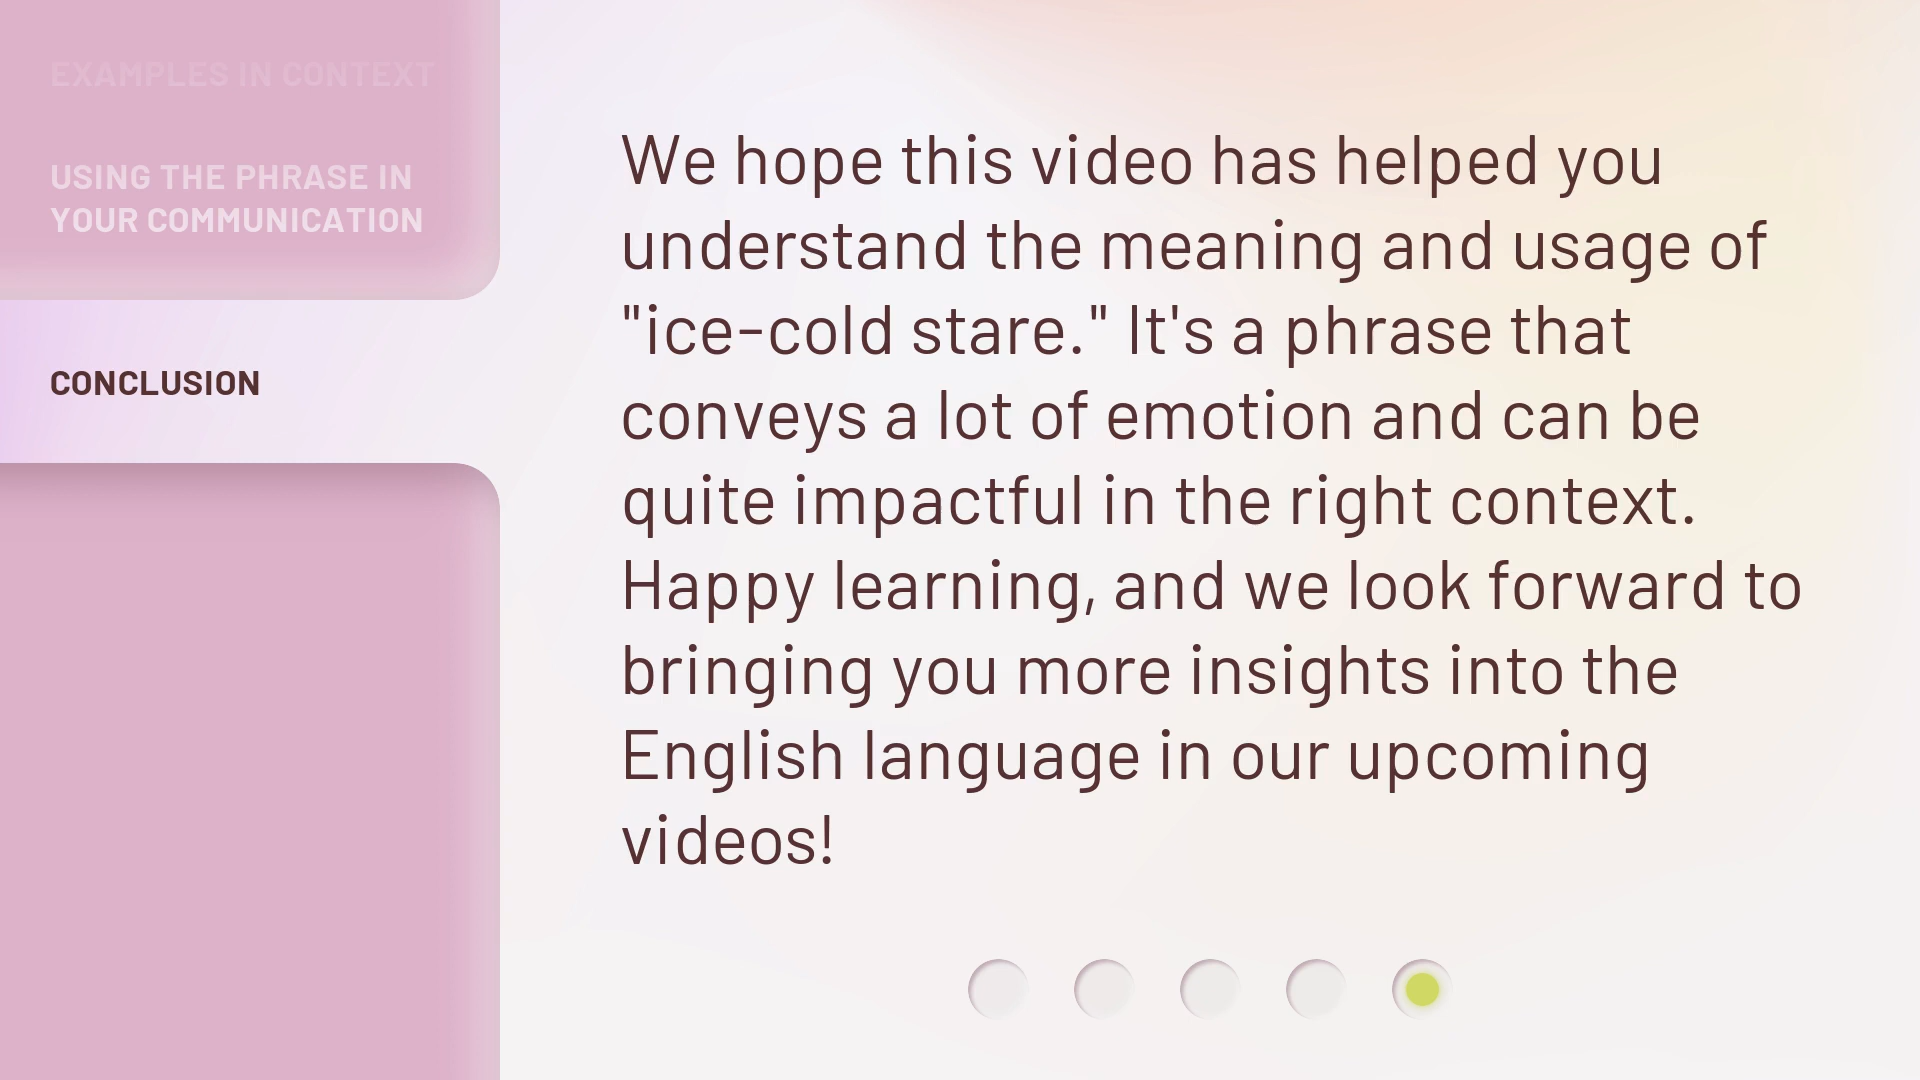 EXAMPLES IN CONTEXT
USING THE PHRASE IN
YOUR COMMUNICATION
CONCLUSION
We hope this video has helped you
understand the meaning and usage of
"ice-cold stare." It's a phrase that
conveys a lot of emotion and can be
quite impactful in the right context.
Happy learning, and we look forward to
bringing you more insights into the
English language in our upcoming
videos!